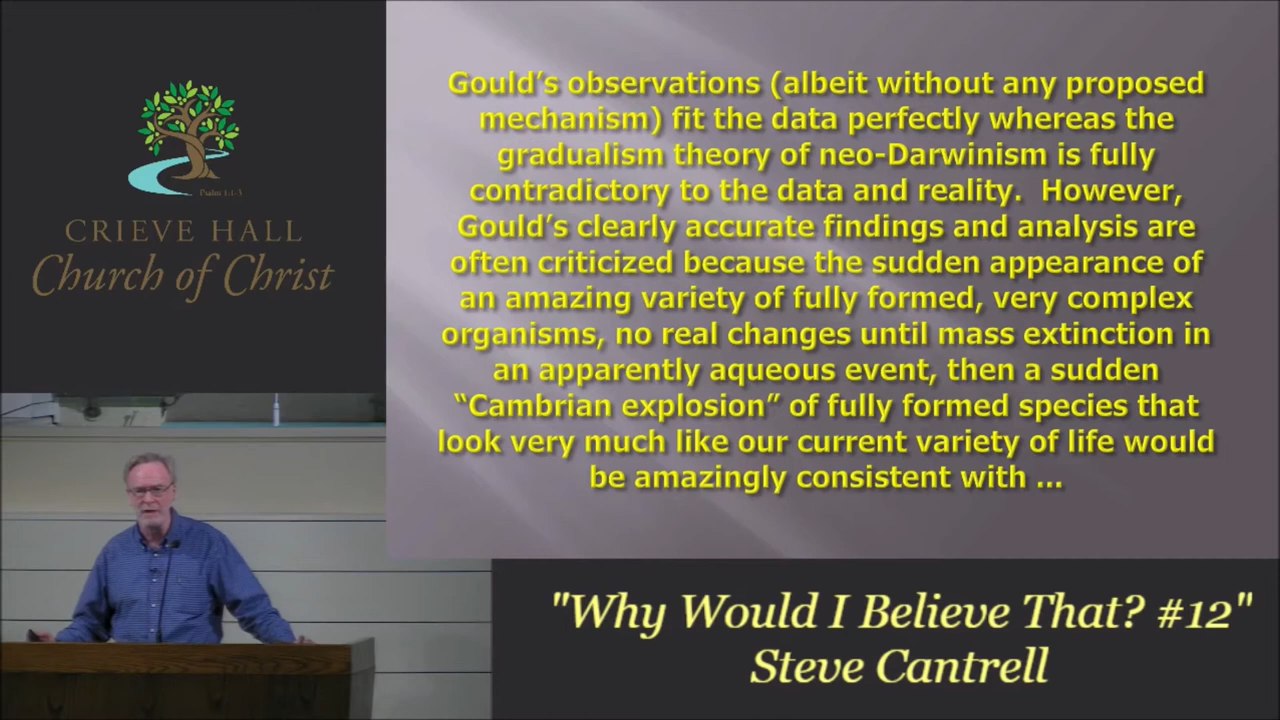 Psalm 1:1-3
CRIEVE HALL
Church of Christ
Gould’s observations (albeit without any proposed
mechanism) fit the data perfectly whereas the
gradualism theory of neo-Darwinism is fully
contradictory to the data and reality.  However,
Gould’s clearly accurate findings and analysis are
often criticized because the sudden appearance of
an amazing variety of fully formed, very complex
organisms, no real changes until mass extinction in
an apparently aqueous event, then a sudden
“Cambrian explosion” of fully formed species that
look very much like our current variety of life would
be amazingly consistent with ...
"Why Would I Believe That? #12"
Steve Cantrell